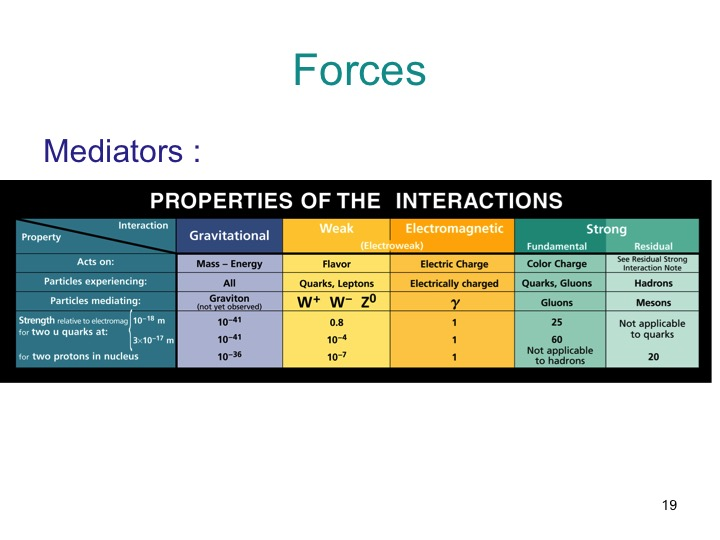 Forces
Mediators :
PROPERTIES OF THE INTERACTIONS
Interaction
Property
Gravitational
Weak
Electromagnetic
(Electroweak)
Strong
Fundamental
Residual
Acts on:
Mass – Energy
Flavor
Electric Charge
Color Charge
See Residual Strong
Interaction Note
Particles experiencing:
All
Quarks, Leptons
Electrically charged
Quarks, Gluons
Hadrons
Particles mediating:
Graviton
(not yet observed)
W⁺ W⁻ Z⁰
γ
Gluons
Mesons
Strength relative to electromag
for two u quarks at:
10⁻¹⁸ m
10⁻⁴¹
0.8
1
25
Not applicable
to quarks
3×10⁻¹⁷ m
10⁻⁴¹
10⁻⁴
1
60
for two protons in nucleus
10⁻³⁶
10⁻⁷
1
Not applicable
to hadrons
20
19